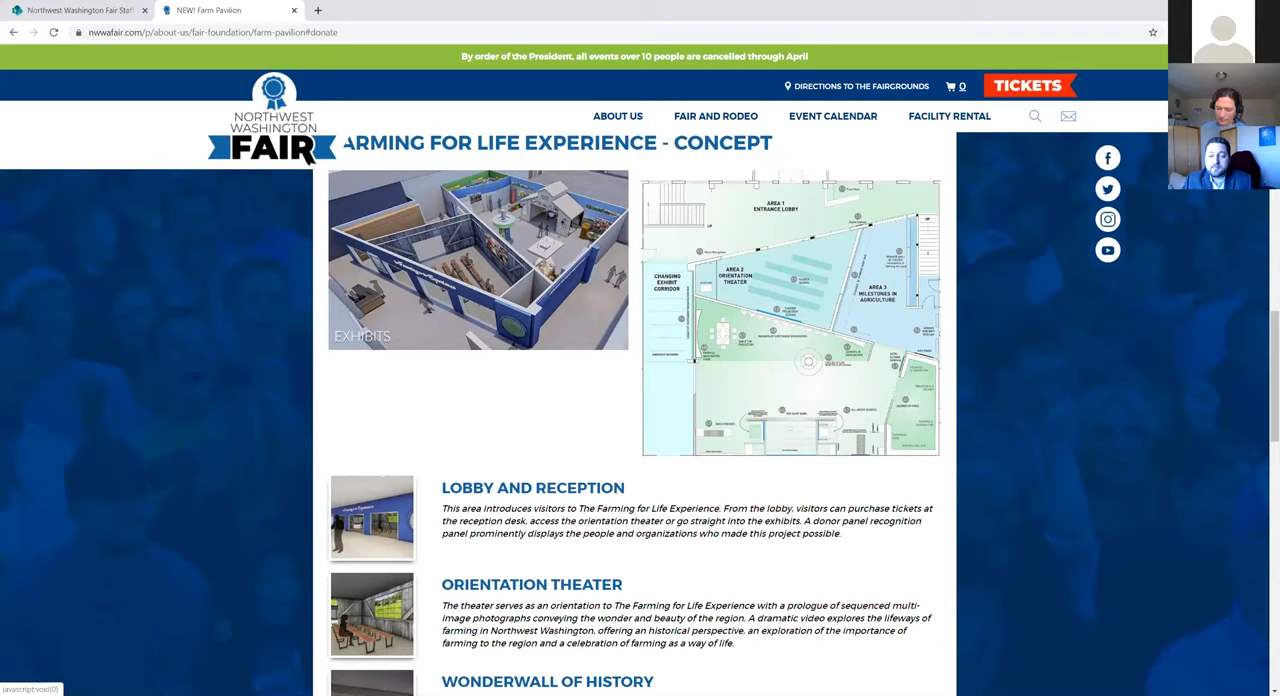 Northwest Washington Fair Staff
NEW! Farm Pavilion
nwwafair.com/p/about-us/fair-foundation/farm-pavilion#donate
By order of the President, all events over 10 people are cancelled through April
DIRECTIONS TO THE FAIRGROUNDS
0
TICKETS
NORTHWEST
WASHINGTON
FAIR
ABOUT US
FAIR AND RODEO
EVENT CALENDAR
FACILITY RENTAL
ARMING FOR LIFE EXPERIENCE - CONCEPT
EXHIBITS
AREA 1
ENTRANCE LOBBY
UP
UP
CHANGING
EXHIBIT
CORRIDOR
AREA 2
ORIENTATION
THEATER
AREA 3
MILESTONES IN
AGRICULTURE
LOBBY AND RECEPTION
This area introduces visitors to The Farming for Life Experience. From the lobby, visitors can purchase tickets at
the reception desk, access the orientation theater or go straight into the exhibits. A donor panel recognition
panel prominently displays the people and organizations who made this project possible.
ORIENTATION THEATER
The theater serves as an orientation to The Farming for Life Experience with a prologue of sequenced multi-
image photographs conveying the wonder and beauty of the region. A dramatic video explores the lifeways of
farming in Northwest Washington, offering an historical perspective, an exploration of the importance of
farming to the region and a celebration of farming as a way of life.
WONDERWALL OF HISTORY
javascript:void(0)